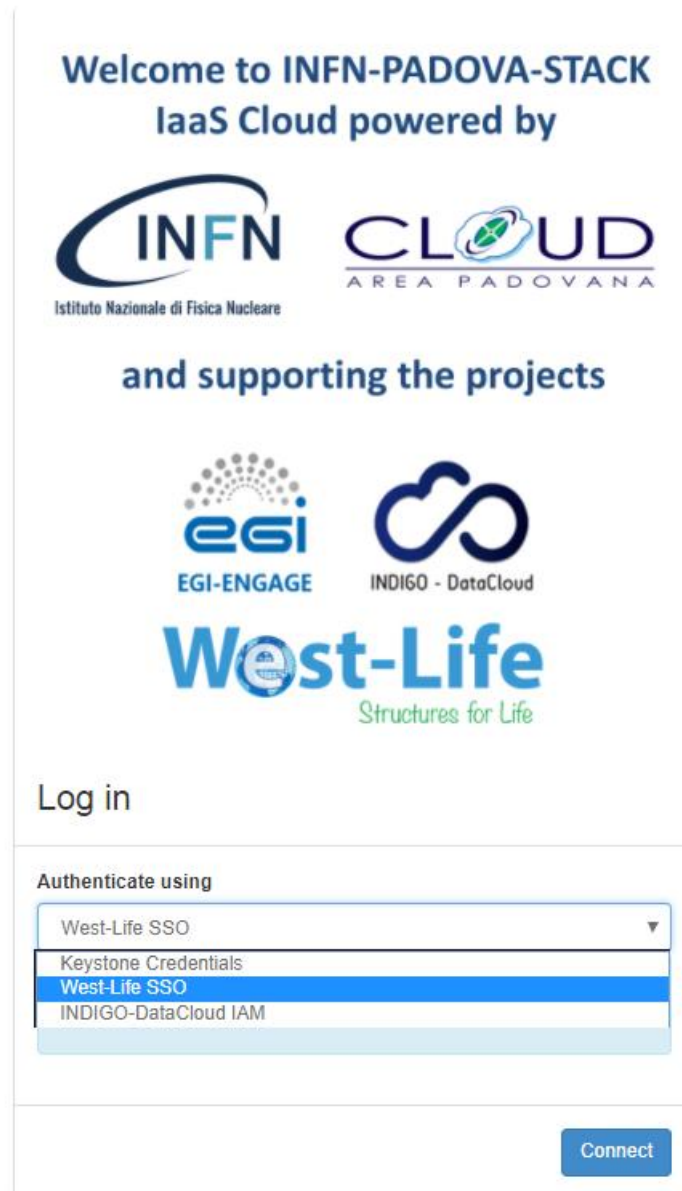 Welcome to INFN-PADOVA-STACK
IaaS Cloud powered by
INFN
Istituto Nazionale di Fisica Nucleare
CLOUD
AREA PADOVANA
and supporting the projects
egi
EGI-ENGAGE
INDIGO - DataCloud
West-Life
Structures for Life
Log in
Authenticate using
West-Life SSO
Keystone Credentials
West-Life SSO
INDIGO-DataCloud IAM
Connect